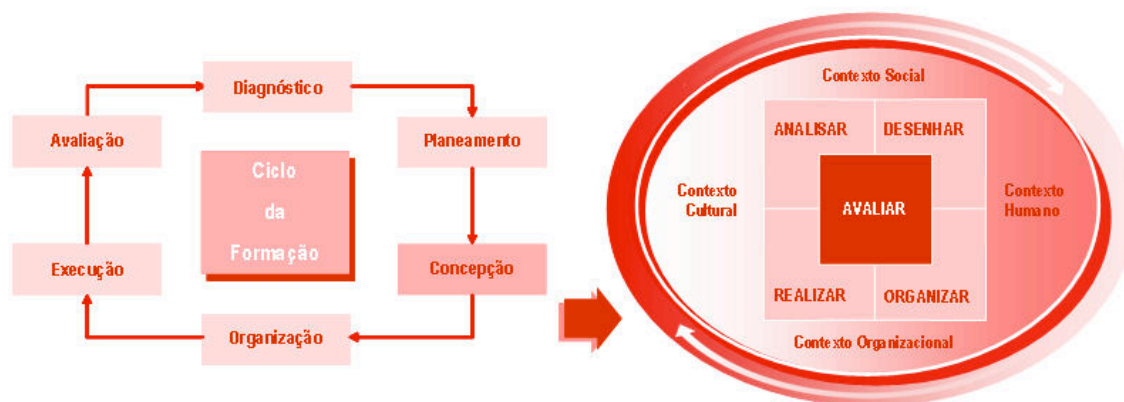 Diagnóstico
Avaliação
Planeamento
Ciclo
da
Formação
Execução
Concepção
Organização
Contexto Social
ANALISAR
DESENHAR
Contexto
Cultural
AVALIAR
Contexto
Humano
REALIZAR
ORGANIZAR
Contexto Organizacional